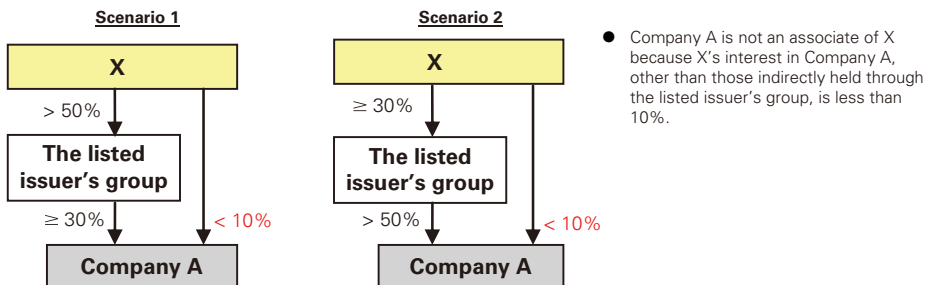 Scenario 1
X
> 50%
The listed
issuer's group
≥ 30%
< 10%
Company A
Scenario 2
X
≥ 30%
The listed
issuer's group
> 50%
< 10%
Company A
● Company A is not an associate of X
because X's interest in Company A,
other than those indirectly held through
the listed issuer's group, is less than
10%.